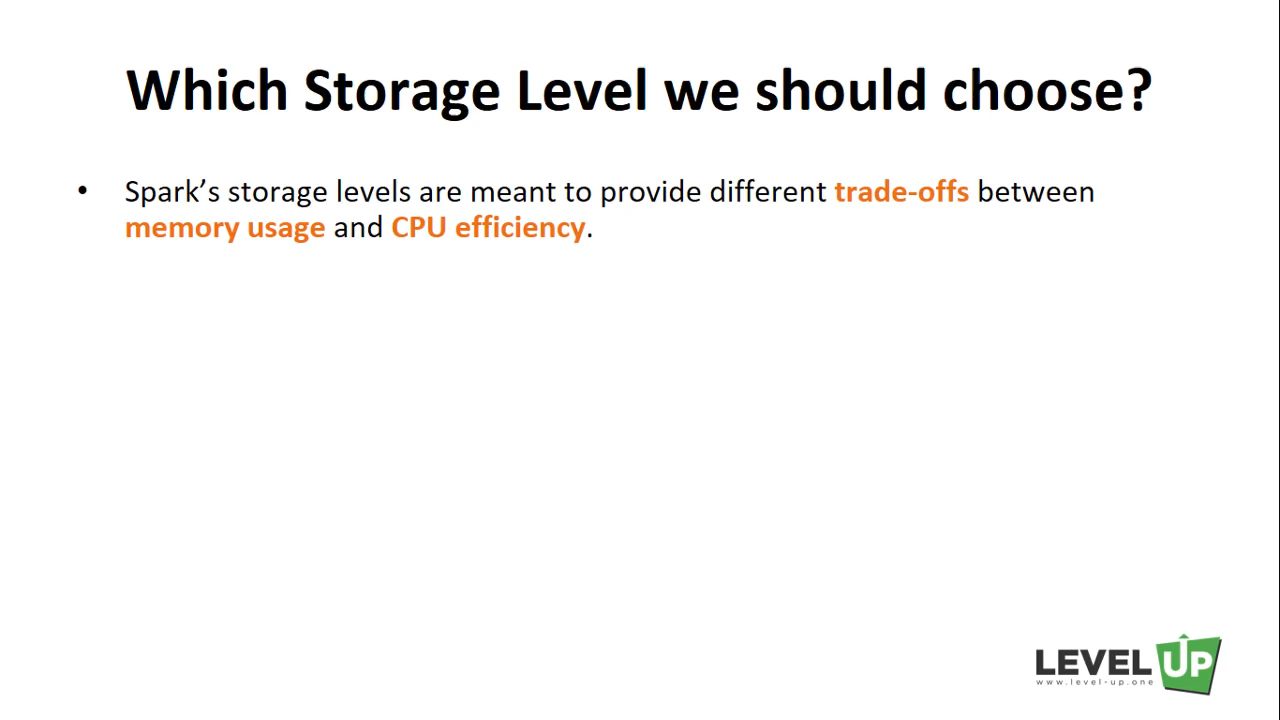 Which Storage Level we should choose?
• Spark’s storage levels are meant to provide different trade-offs between
memory usage and CPU efficiency.
LEVEL UP
www.level-up.one